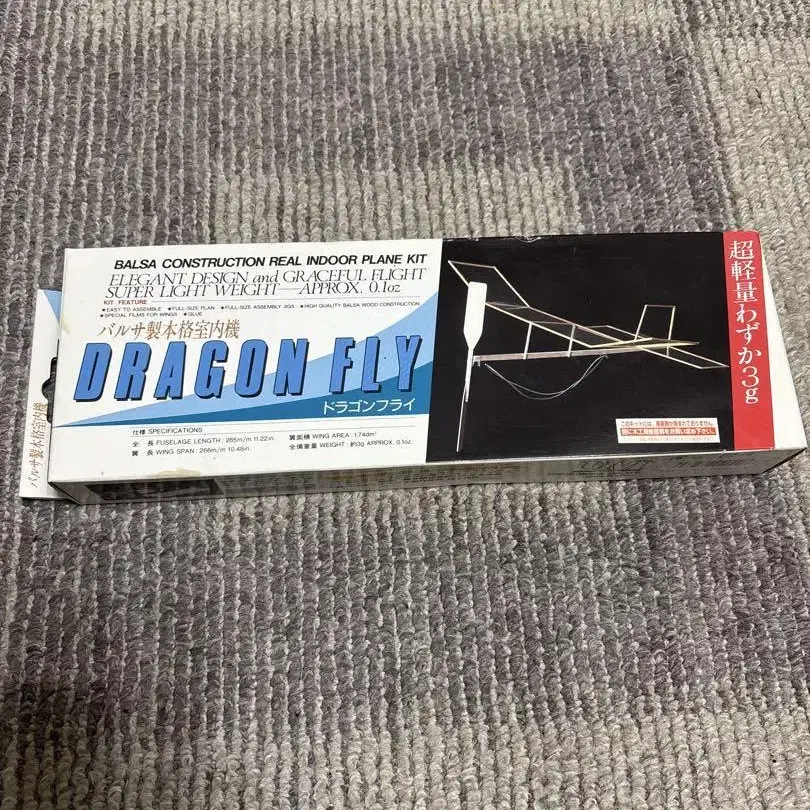 BALSA CONSTRUCTION REAL INDOOR PLANE KIT
ELEGANT DESIGN and GRACEFUL FLIGHT
SUPER LIGHT WEIGHT—APPROX. 0.1oz
KIT FEATURE
★EASY TO ASSEMBLE ★FULL-SIZE PLAN ★FULL-SIZE ASSEMBLY JIGS ★HIGH QUALITY BALSA WOOD CONSTRUCTION
★SPECIAL FILMS FOR WINGS ★GLUE
バルサ製本格室内機
DRAGON FLY
ドラゴンフライ
仕様 SPECIFICATIONS
全 長 FUSELAGE LENGTH : 285m/m 11.22in.
翼 長 WING SPAN : 266m/m 10.48in.
翼面積 WING AREA : 1.74dm²
全備重量 WEIGHT : 約3g APPROX. 0.1oz.
超軽量わずか3g
バルサ製本格室内機